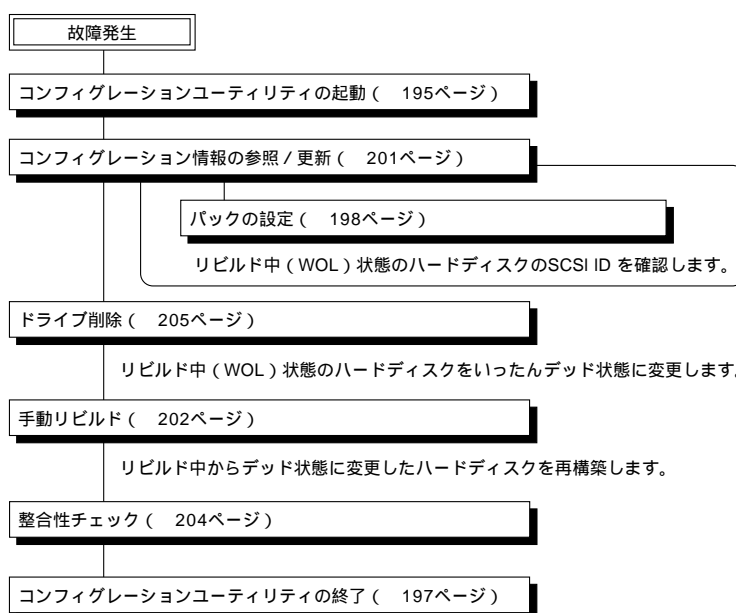 故障発生
コンフィグレーションユーティリティの起動（　195ページ）
コンフィグレーション情報の参照／更新（　201ページ）
パックの設定（　198ページ）
リビルド中（WOL）状態のハードディスクのSCSI ID を確認します。
ドライブ削除（　205ページ）
リビルド中（WOL）状態のハードディスクをいったんデッド状態に変更します。
手動リビルド（　202ページ）
リビルド中からデッド状態に変更したハードディスクを再構築します。
整合性チェック（　204ページ）
コンフィグレーションユーティリティの終了（　197ページ）